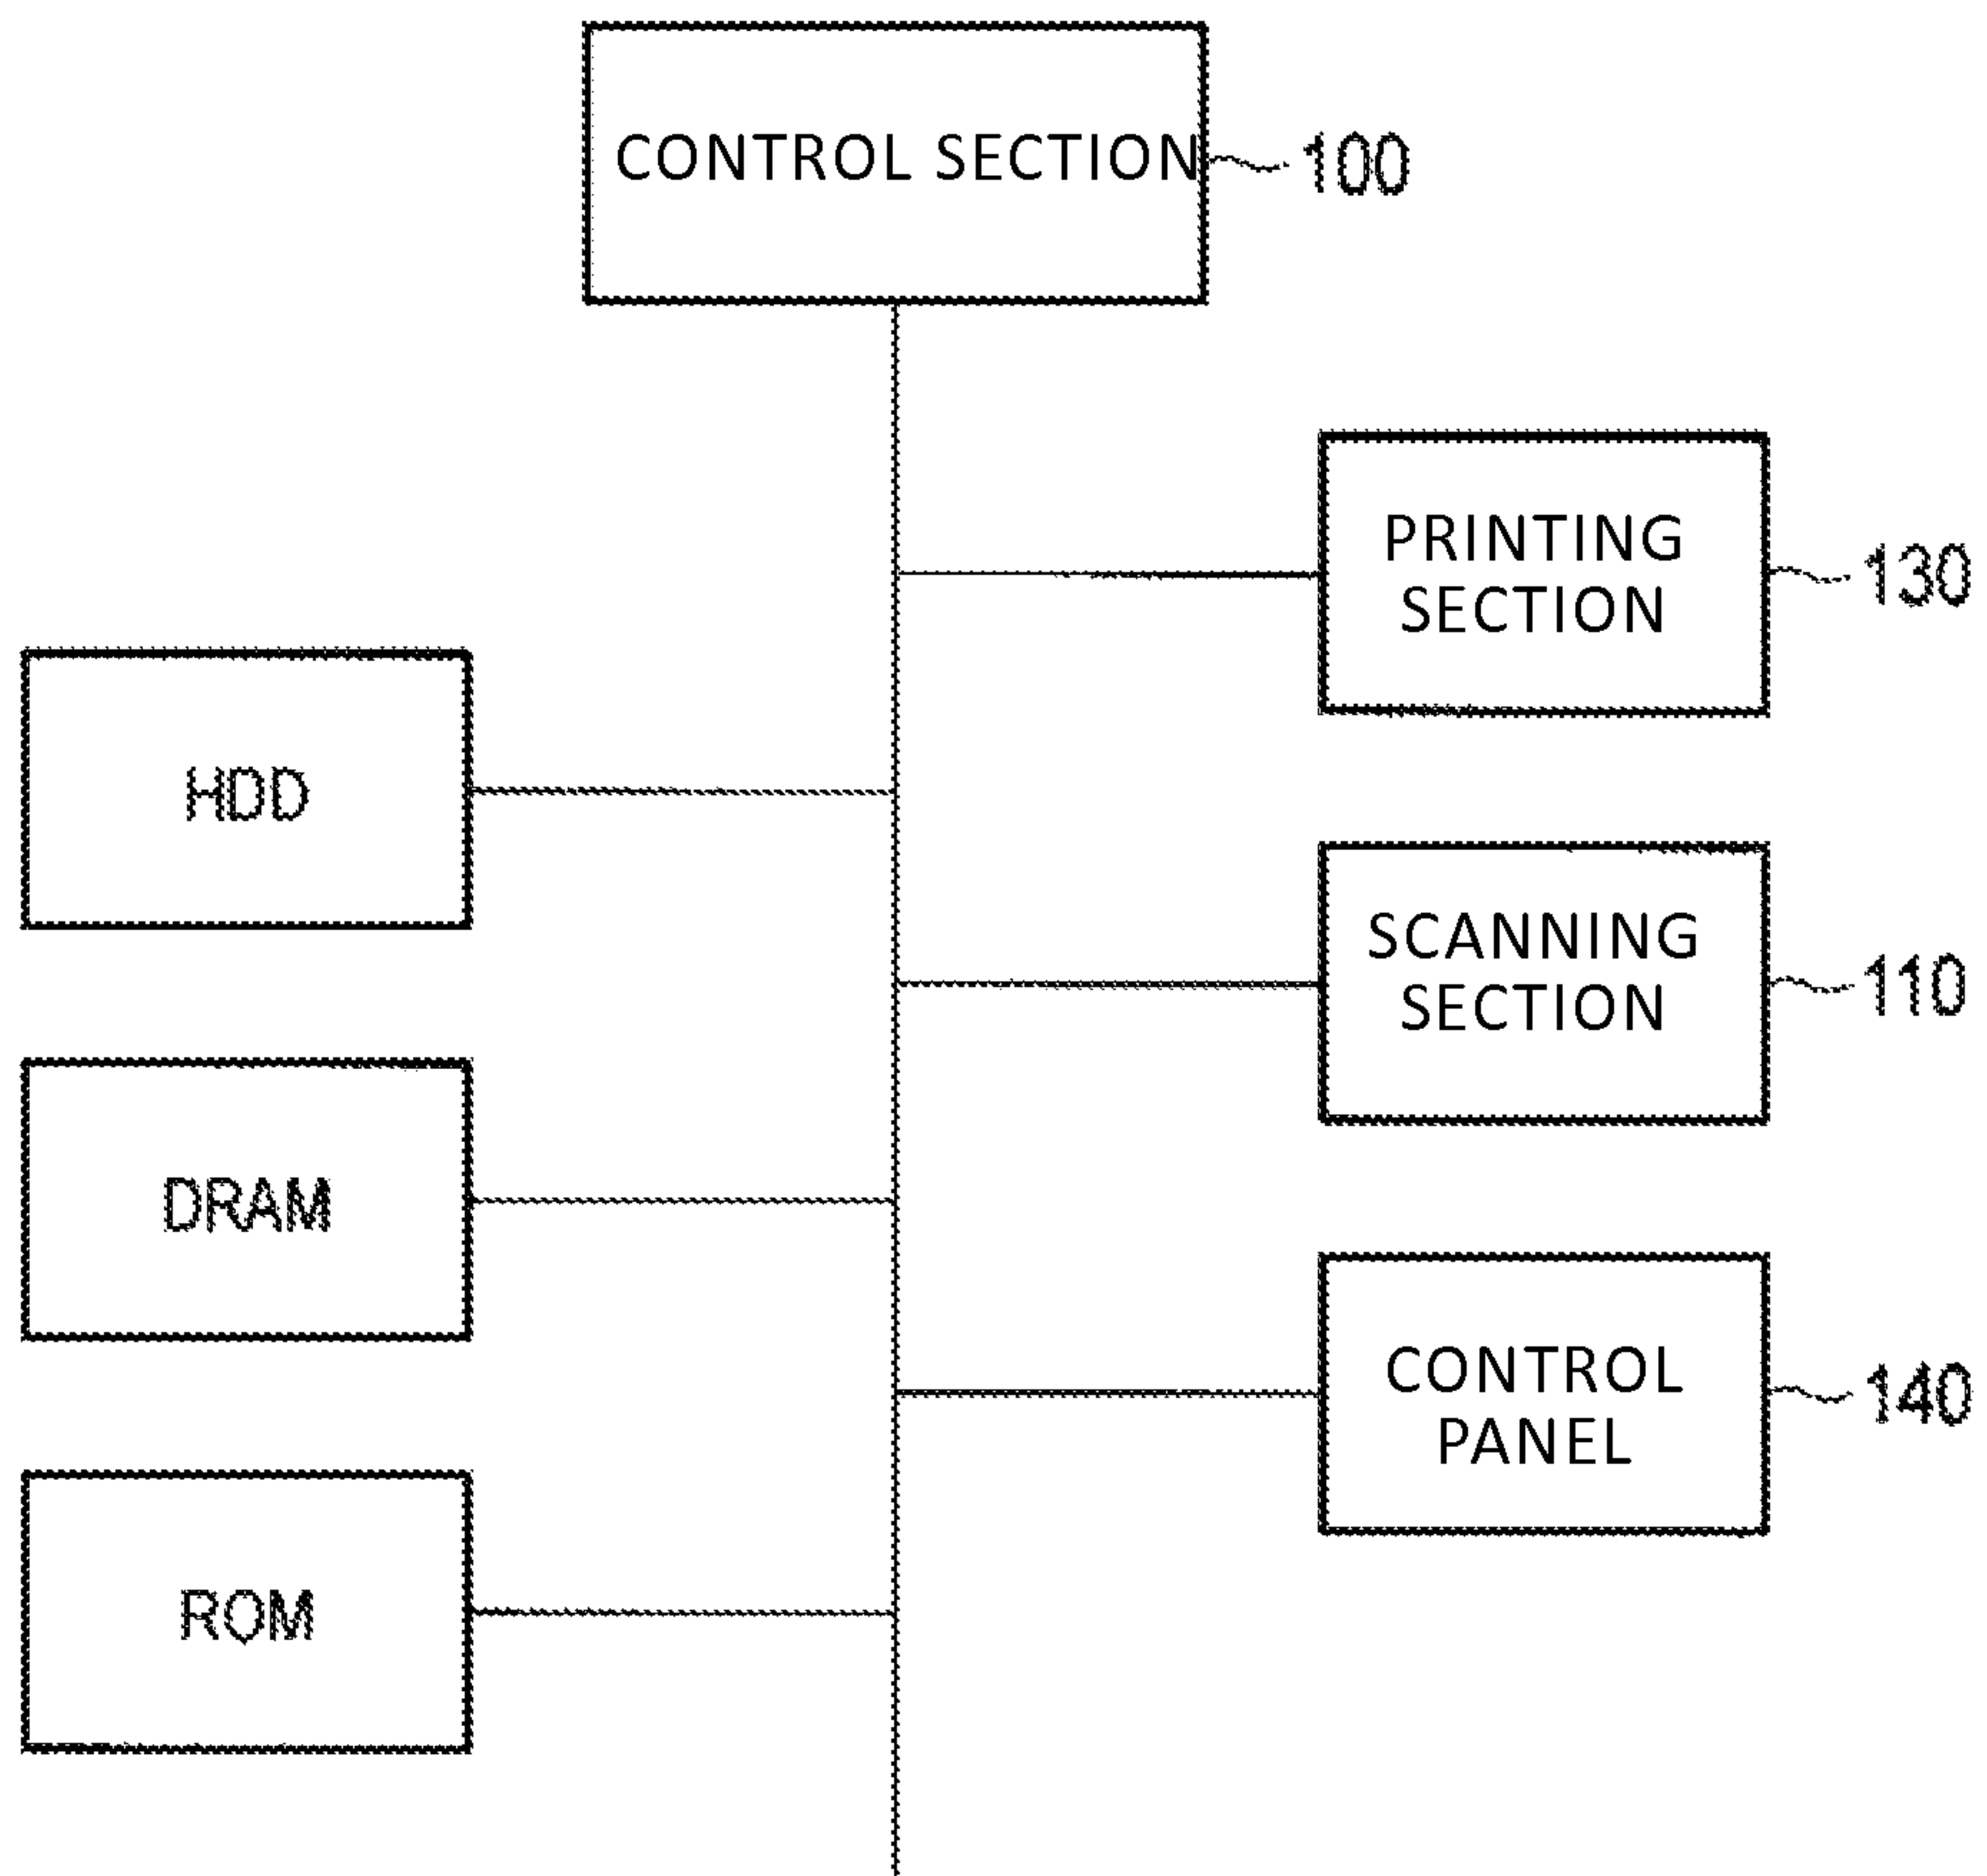 CONTROL SECTION 100
PRINTING
SECTION
130
HDD
SCANNING
SECTION
110
DRAM
CONTROL
PANEL
140
ROM